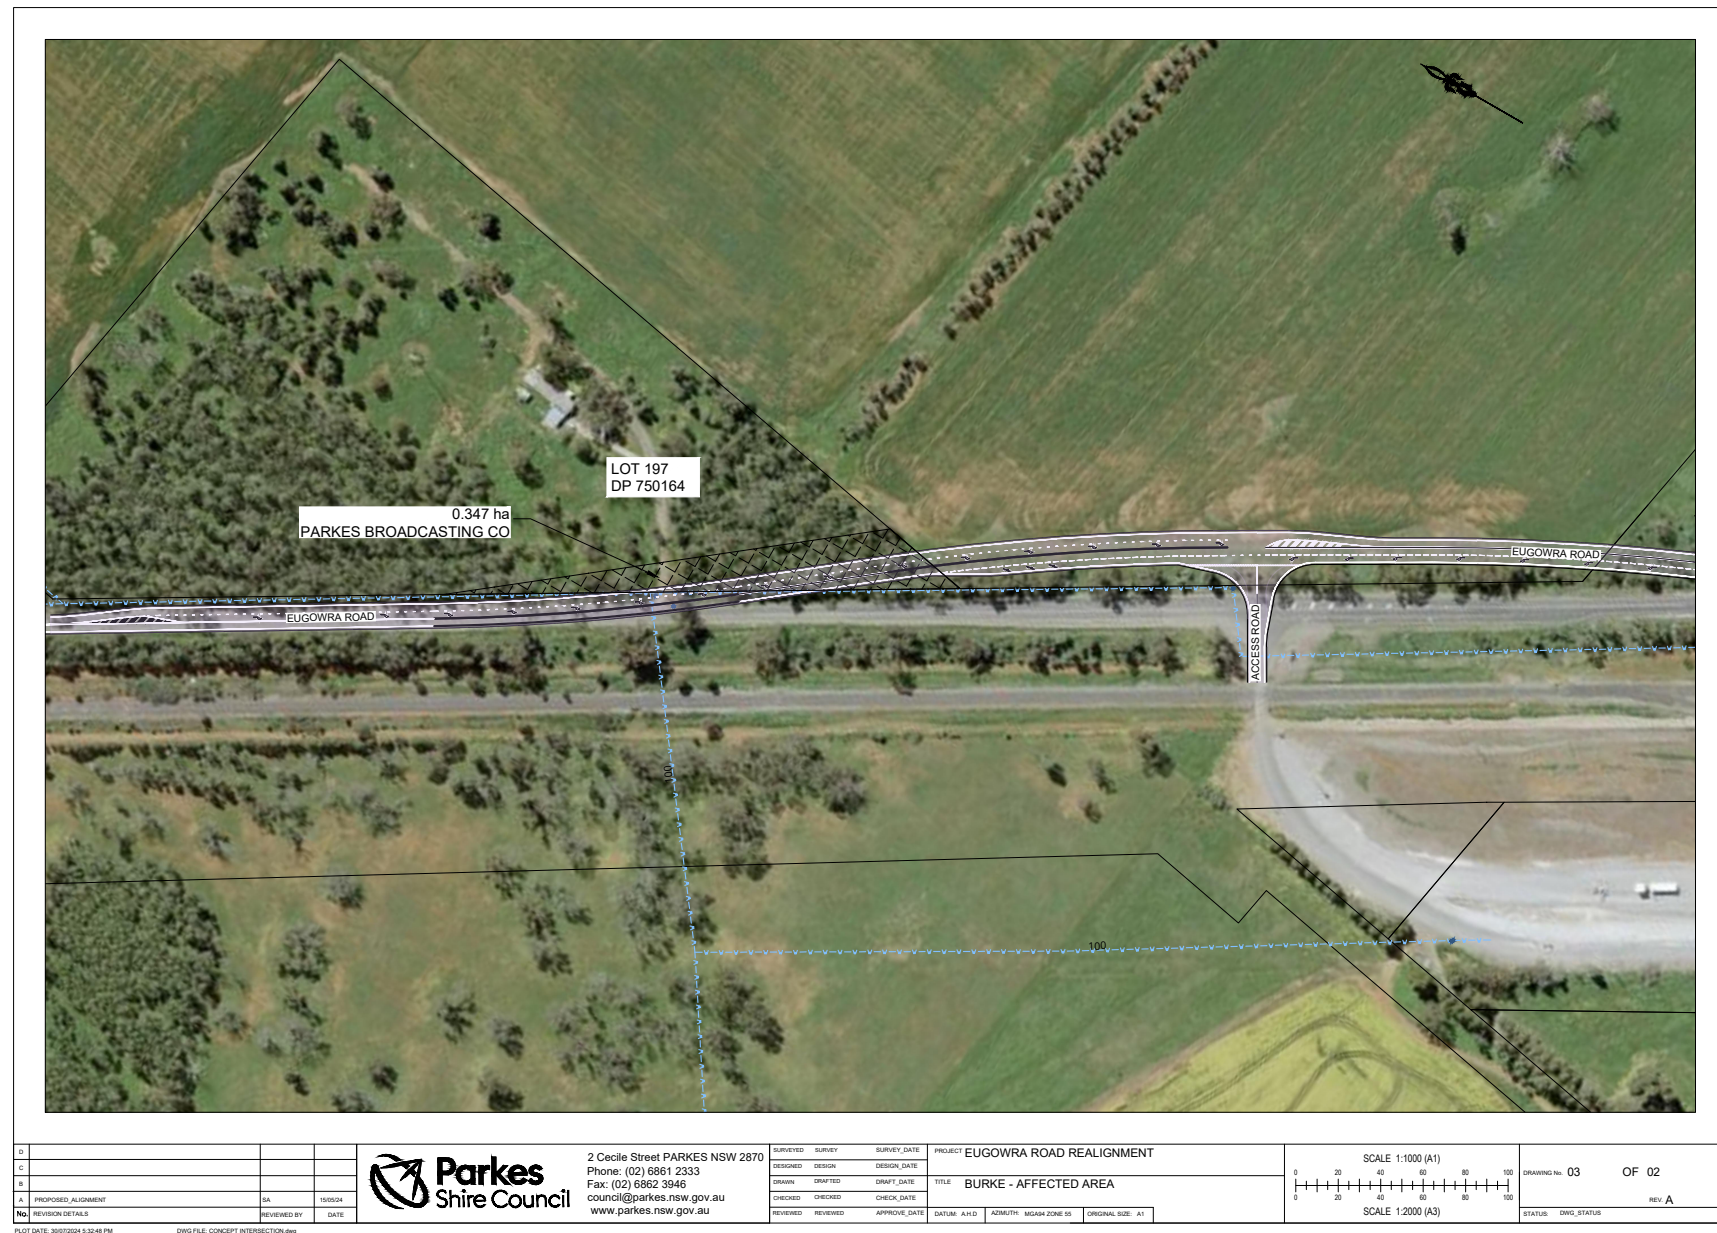 LOT 197
DP 750164
0.347 ha
PARKES BROADCASTING CO
EUGOWRA ROAD
EUGOWRA ROAD
ACCESS ROAD
100
100
D
C
B
A PROPOSED_ALIGNMENT SA 15/05/24
No. REVISION DETAILS REVIEWED BY DATE
PLOT DATE: 30/07/2024 5:32:48 PM DWG FILE: CONCEPT INTERSECTION.dwg
Parkes
Shire Council
2 Cecile Street PARKES NSW 2870
Phone: (02) 6861 2333
Fax: (02) 6862 3946
council@parkes.nsw.gov.au
www.parkes.nsw.gov.au
SURVEYED SURVEY SURVEY_DATE
DESIGNED DESIGN DESIGN_DATE
DRAWN DRAFTED DRAFT_DATE
CHECKED CHECKED CHECK_DATE
REVIEWED REVIEWED APPROVE_DATE
PROJECT EUGOWRA ROAD REALIGNMENT
TITLE BURKE - AFFECTED AREA
DATUM: A.H.D AZIMUTH: MGA94 ZONE 55 ORIGINAL SIZE: A1
SCALE 1:1000 (A1)
0 20 40 60 80 100
0 20 40 60 80 100
SCALE 1:2000 (A3)
DRAWING No. 03 OF 02
REV. A
STATUS: DWG_STATUS